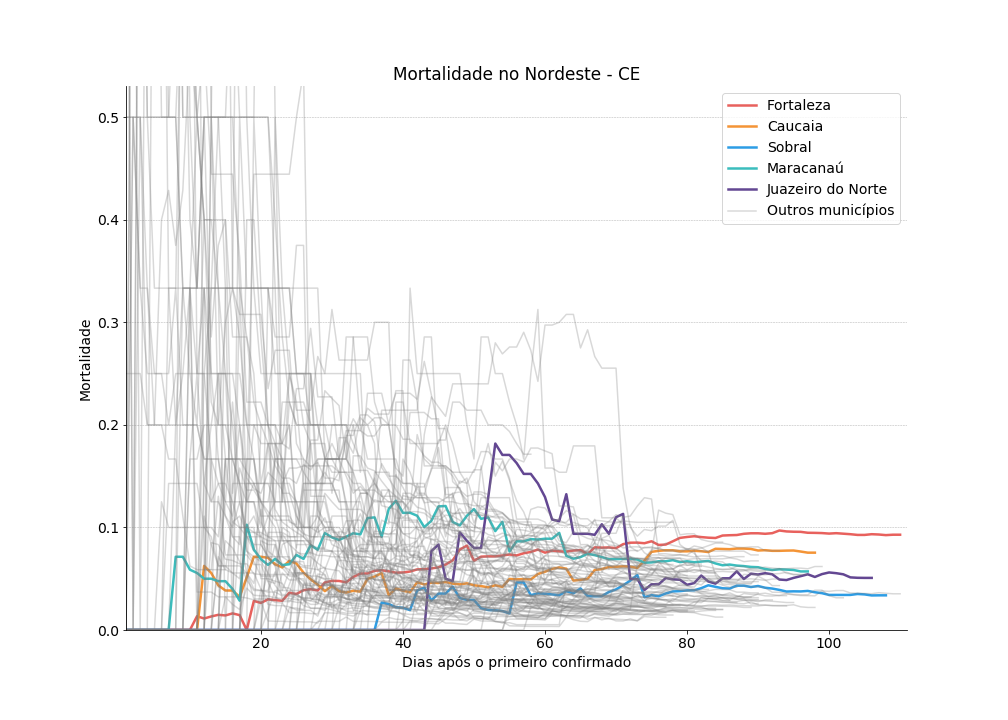 Mortalidade no Nordeste - CE
Fortaleza
Caucaia
Sobral
Maracanaú
Juazeiro do Norte
Outros municípios
Mortalidade
0.5
0.4
0.3
0.2
0.1
0.0
20
40
60
80
100
Dias após o primeiro confirmado